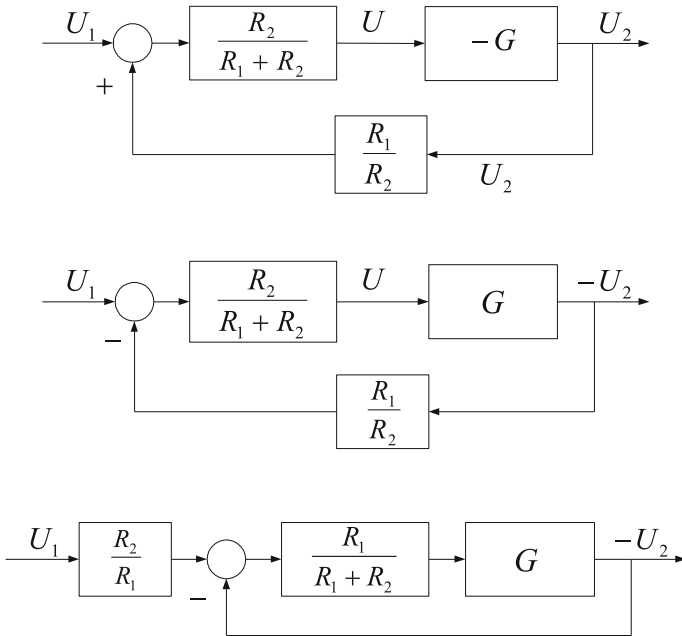 U₁ R₂ / (R₁ + R₂) U −G U₂
+
R₁ / R₂
U₂
U₁ R₂ / (R₁ + R₂) U G −U₂
−
R₁ / R₂
U₁ R₂ / R₁ R₁ / (R₁ + R₂) G −U₂
−